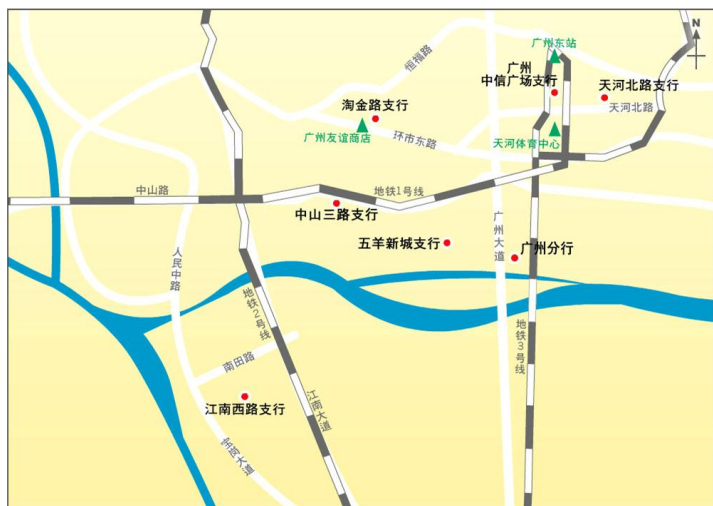 N
广州东站
恒福路
广州
中信广场支行
天河北路支行
天河北路
淘金路支行
广州友谊商店
环市东路
天河体育中心
中山路
地铁1号线
中山三路支行
广州大道
五羊新城支行
广州分行
人民中路
地铁2号线
地铁3号线
南田路
江南西路支行
江南大道
宝岗大道